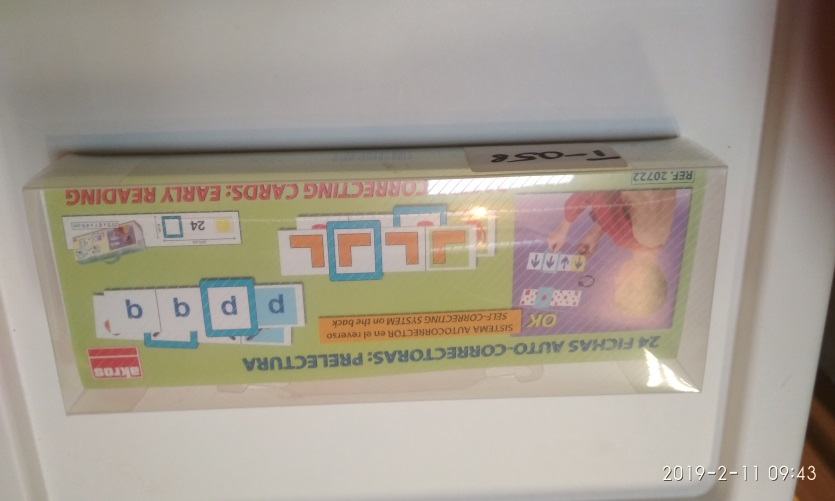 24 FICHAS AUTO-CORRECTORAS: PRELECTURA
akros
OK
SISTEMA AUTOCORRECTOR en el reverso
SELF-CORRECTING SYSTEM on the back
d d b b
24
CORRECTING CARDS: EARLY READING
REF. 20722
T-058
2019-2-11 09:43